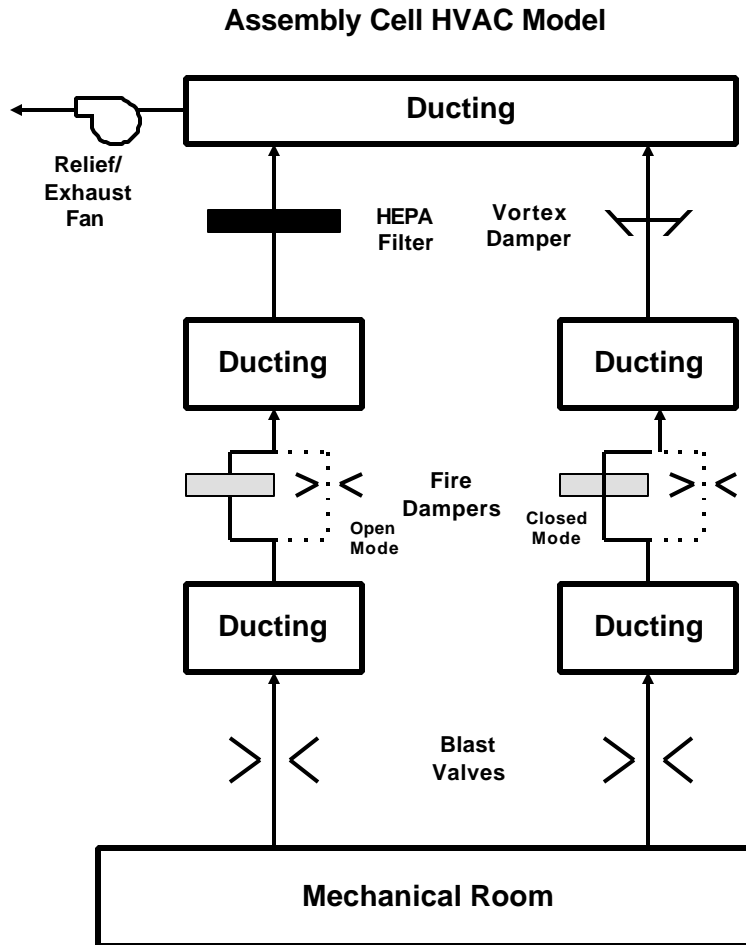 Assembly Cell HVAC Model
Ducting
Relief/
Exhaust
Fan
HEPA
Filter
Vortex
Damper
Ducting
Ducting
Fire
Dampers
Open
Mode
Closed
Mode
Ducting
Ducting
Blast
Valves
Mechanical Room